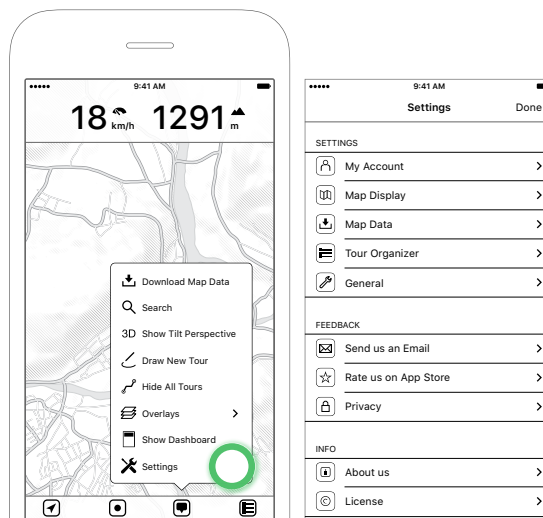 9:41 AM
18 km/h 1291 m
Download Map Data
Search
3D Show Tilt Perspective
Draw New Tour
Hide All Tours
Overlays
Show Dashboard
Settings
9:41 AM
Settings Done
SETTINGS
My Account
Map Display
Map Data
Tour Organizer
General
FEEDBACK
Send us an Email
Rate us on App Store
Privacy
INFO
About us
© License